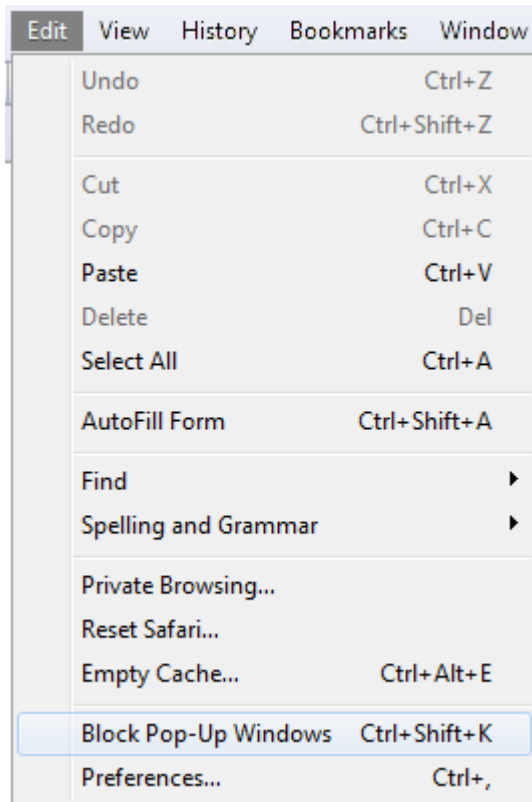 Edit View History Bookmarks Window
Undo Ctrl+Z
Redo Ctrl+Shift+Z
Cut Ctrl+X
Copy Ctrl+C
Paste Ctrl+V
Delete Del
Select All Ctrl+A
AutoFill Form Ctrl+Shift+A
Find
Spelling and Grammar
Private Browsing...
Reset Safari...
Empty Cache... Ctrl+Alt+E
Block Pop-Up Windows Ctrl+Shift+K
Preferences... Ctrl+,